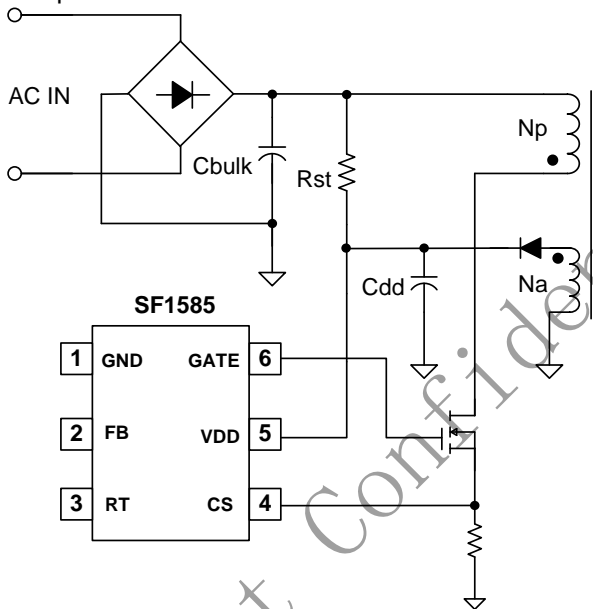 AC IN
Cbulk
Rst
Np
Cdd
Na
SF1585
1 GND GATE 6
2 FB VDD 5
3 RT CS 4